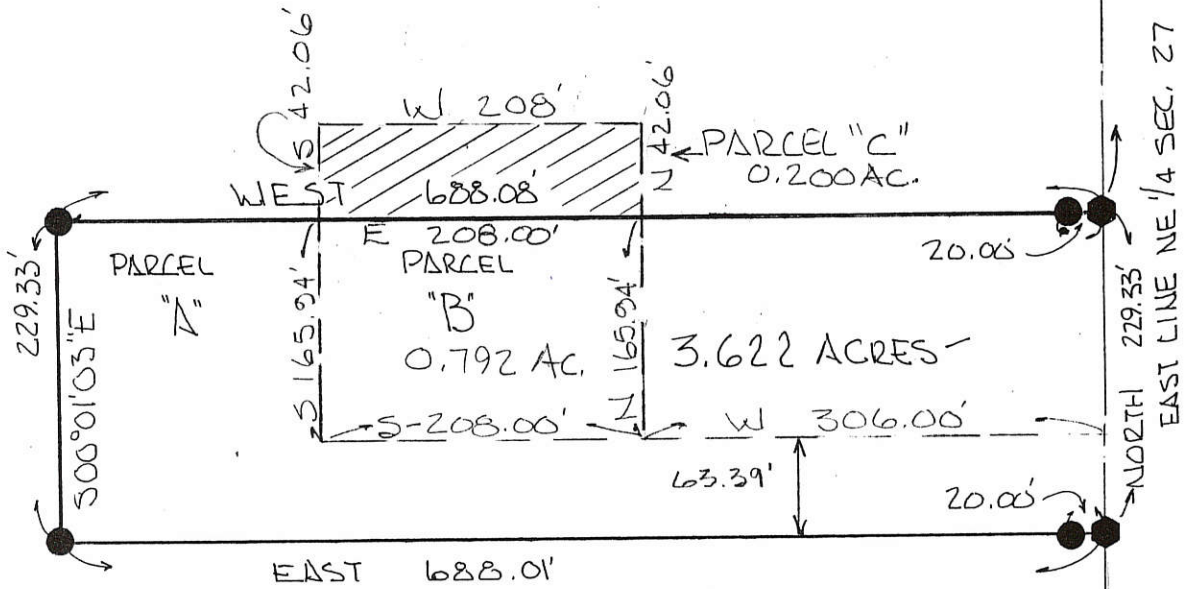 S 42.06'
W 208'
N 42.06'
PARCEL "C"
0.200 AC.
WEST 688.08'
E 208.00'
20.00'
PARCEL
"A"
PARCEL
"B"
0.792 AC.
229.33'
S00°01'03"E
S 165.94'
N 165.94'
3.622 ACRES
S-208.00'
W 306.00'
63.39'
20.00'
EAST 688.01'
NORTH 229.33'
EAST LINE NE 1/4 SEC. 27